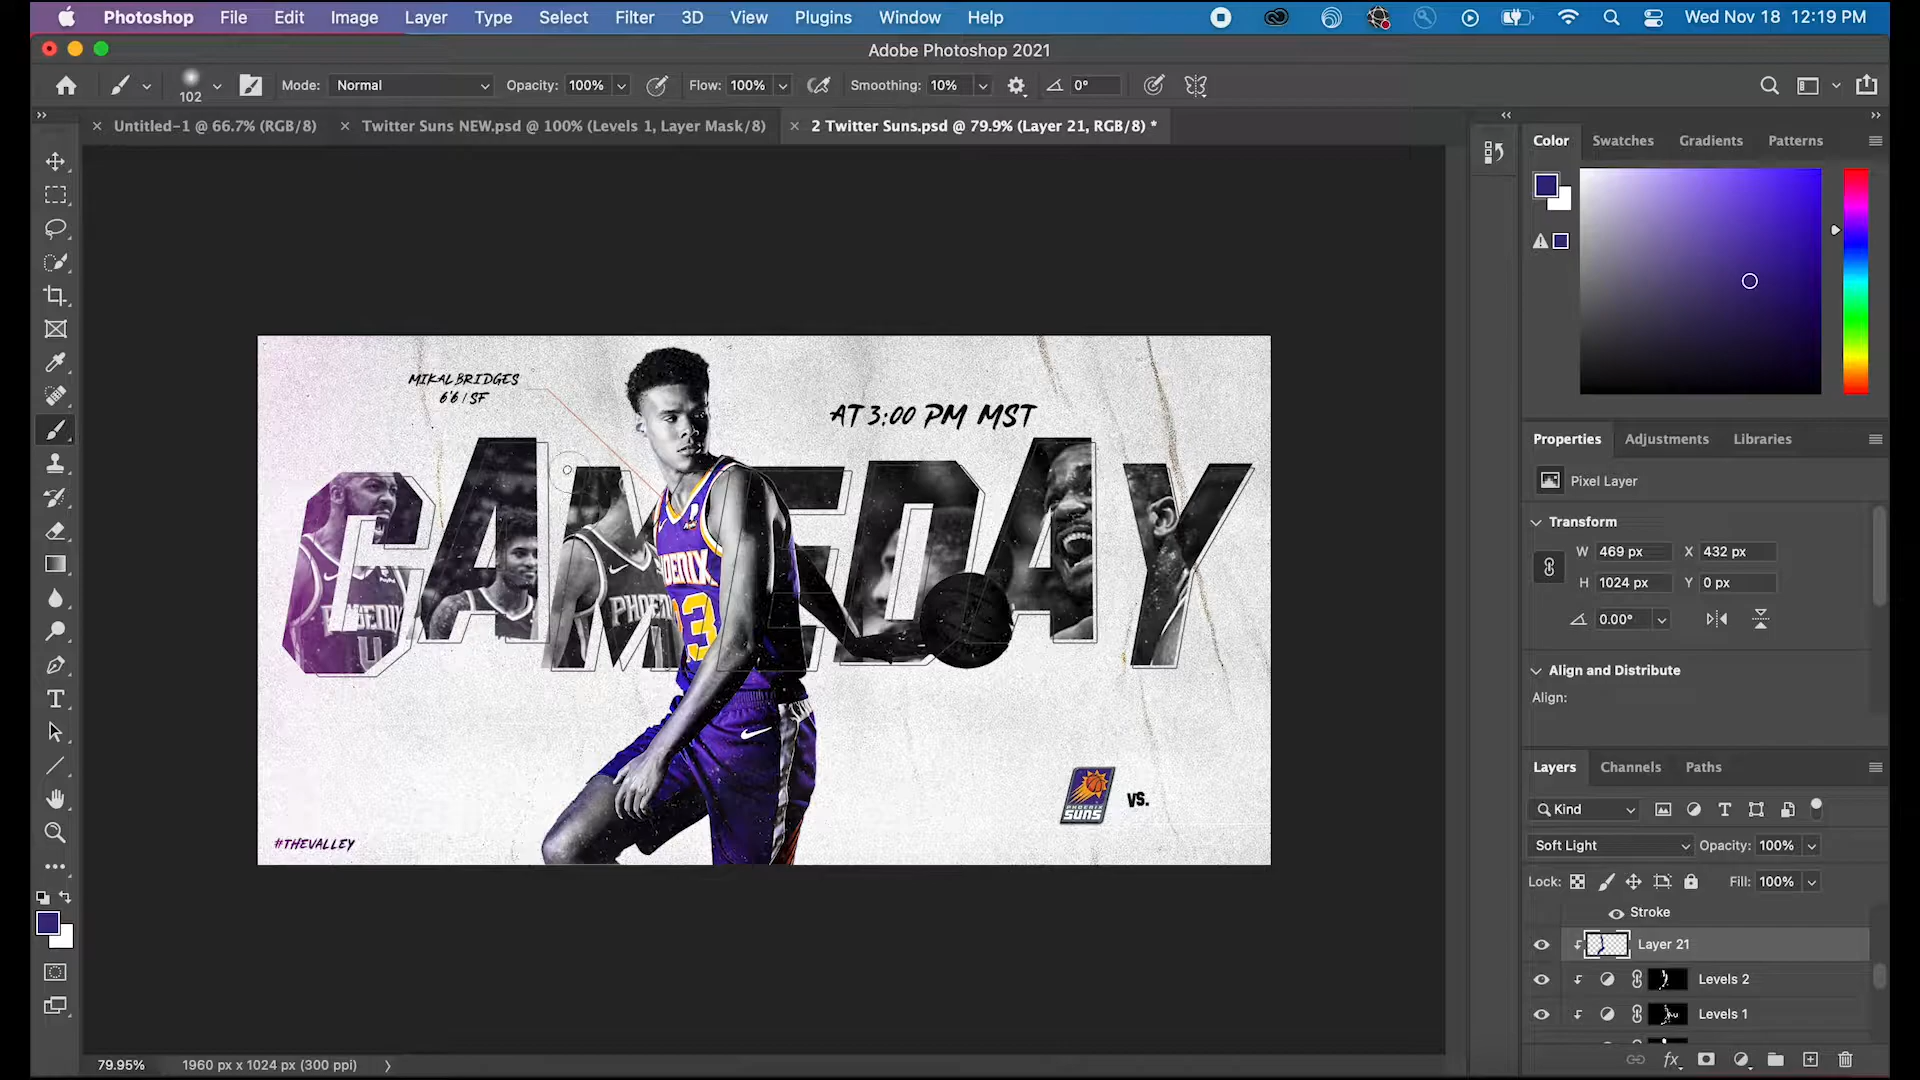 Photoshop File Edit Image Layer Type Select Filter 3D View Plugins Window Help Wed Nov 18 12:19 PM
Adobe Photoshop 2021
102 Mode: Normal Opacity: 100% Flow: 100% Smoothing: 10% 0°
Untitled-1 @ 66.7% (RGB/8) Twitter Suns NEW.psd @ 100% (Levels 1, Layer Mask/8) 2 Twitter Suns.psd @ 79.9% (Layer 21, RGB/8) *
Color Swatches Gradients Patterns
MIKAL BRIDGES
6'6 / SF
AT 3:00 PM MST
GAMEDAY
PHOENIX
PHOENIX
PHOENIX
PHOENIX
SUNS
VS.
#THEVALLEY
Properties Adjustments Libraries
Pixel Layer
Transform
W 469 px X 432 px
H 1024 px Y 0 px
0.00°
Align and Distribute
Align:
Layers Channels Paths
Kind
Soft Light Opacity: 100%
Lock: Fill: 100%
Stroke
Layer 21
Levels 2
Levels 1
fx
79.95% 1960 px x 1024 px (300 ppi)